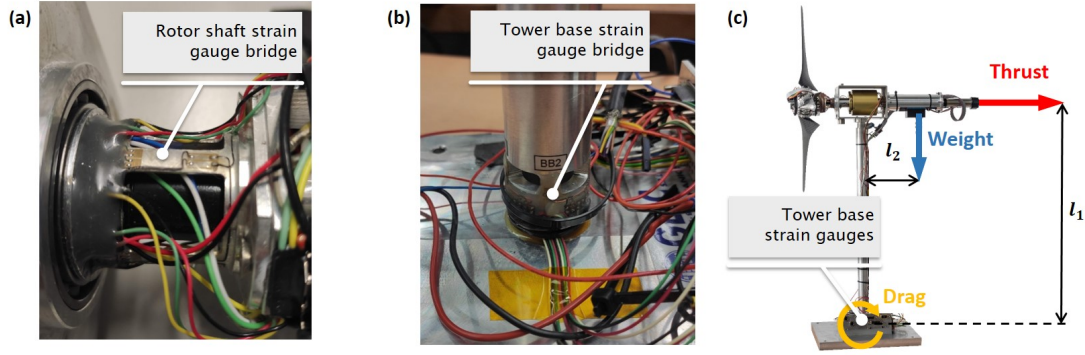 (a)
Rotor shaft strain
gauge bridge
(b)
Tower base strain
gauge bridge
BB2
(c)
Thrust
Weight
l₂
l₁
Tower base
strain gauges
Drag